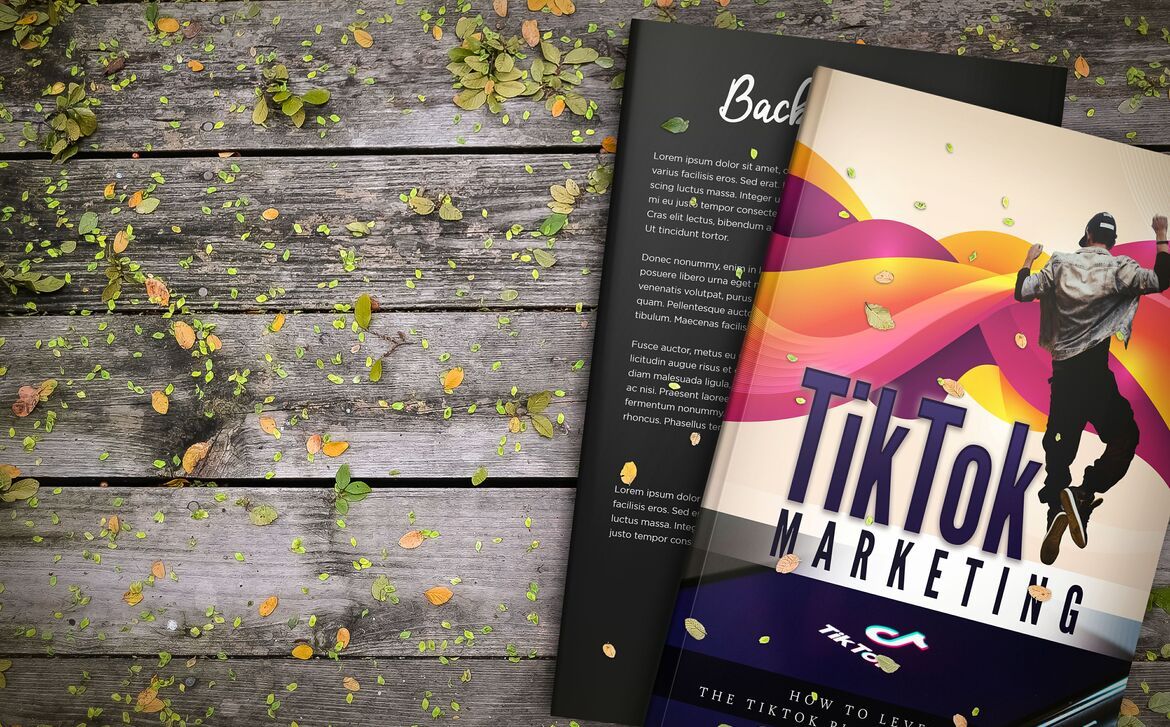 Back
Lorem ipsum dolor sit amet,
varius facilisis eros. Sed erat.
scing luctus massa. Integer
mi eu justo tempor consecte
Cras elit lectus, bibendum a
Ut tincidunt tortor.
Donec nonummy, enim in
posuere libero urna eget
venenatis volutpat, purus
quam. Pellentesque aucto
tibulum. Maecenas facilis
Fusce auctor, metus eu
licitudin augue risus et
diam malesuada ligula,
ac nisi. Praesent laoree
fermentum nonummy,
rhoncus. Phasellus te
Lorem ipsum dolor
facilisis eros. Sed e
luctus massa. Integ
justo tempor cons
TikTok
MARKETING
TikTok
HOW TO LEVE
THE TIKTOK